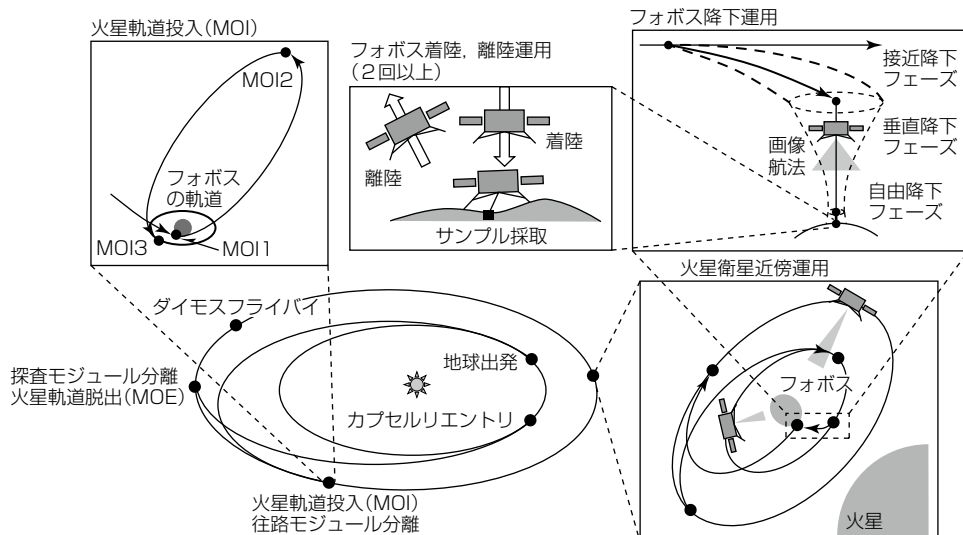 火星軌道投入(MOI)
MOI2
フォボス
の軌道
MOI3
MOI1
フォボス着陸,離陸運用
(2回以上)
着陸
離陸
サンプル採取
フォボス降下運用
接近降下
フェーズ
垂直降下
フェーズ
画像
航法
自由降下
フェーズ
ダイモスフライバイ
探査モジュール分離
火星軌道脱出(MOE)
地球出発
カプセルリエントリ
火星軌道投入(MOI)
往路モジュール分離
火星衛星近傍運用
フォボス
火星